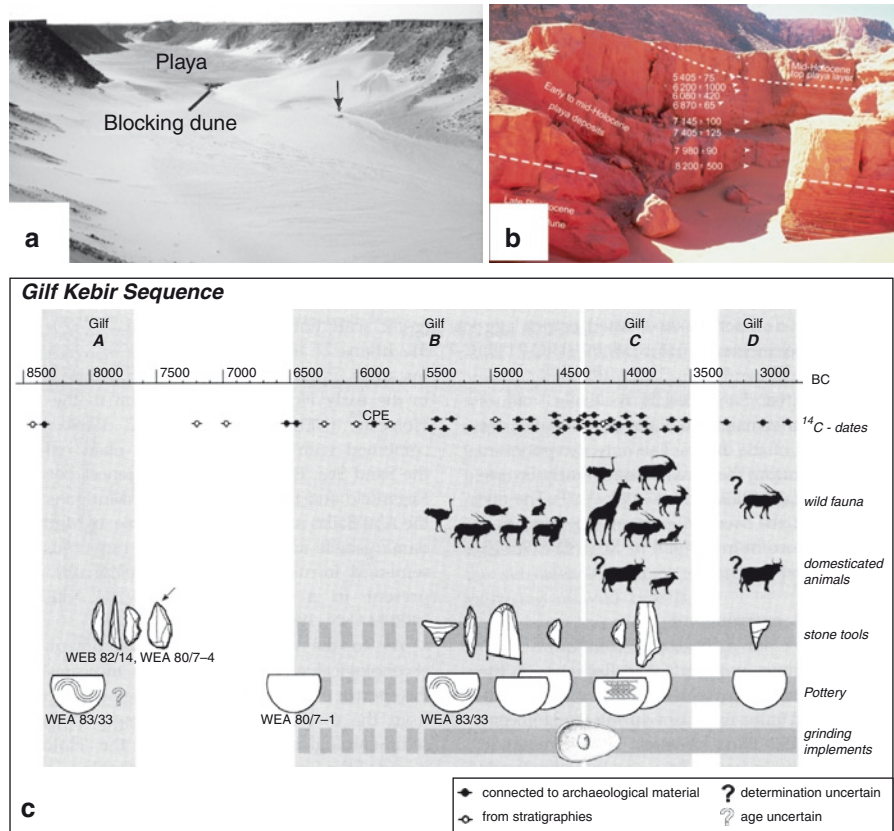 Playa
Blocking dune
a
Mid-Holocene
top playa layer
5 405 ± 75
6 200 ± 1000
6 080 ± 420
6 870 ± 65
7 145 ± 100
7 405 ± 125
7 980 ± 90
8 200 ± 500
Early to mid-Holocene
playa deposits
b
Gilf Kebir Sequence
Gilf Gilf Gilf Gilf
A B C D
8500 8000 7500 7000 6500 6000 5500 5000 4500 4000 3500 3000 BC
CPE
14C - dates
wild fauna
?
domesticated
animals
? ?
stone tools
WEB 82/14, WEA 80/7–4
?
Pottery
WEA 83/33 WEA 80/7–1 WEA 83/33
grinding
implements
c
connected to archaeological material ? determination uncertain
from stratigraphies ? age uncertain